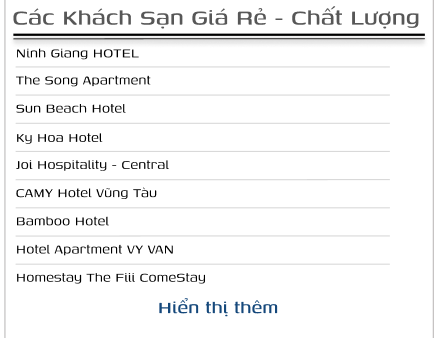 Các Khách Sạn Giá Rẻ - Chất Lượng
Ninh Giang HOTEL
The Song Apartment
Sun Beach Hotel
Ky Hoa Hotel
Joi Hospitality - Central
CAMY Hotel Vũng Tàu
Bamboo Hotel
Hotel Apartment VY VAN
Homestay The Fiii ComeStay
Hiển thị thêm